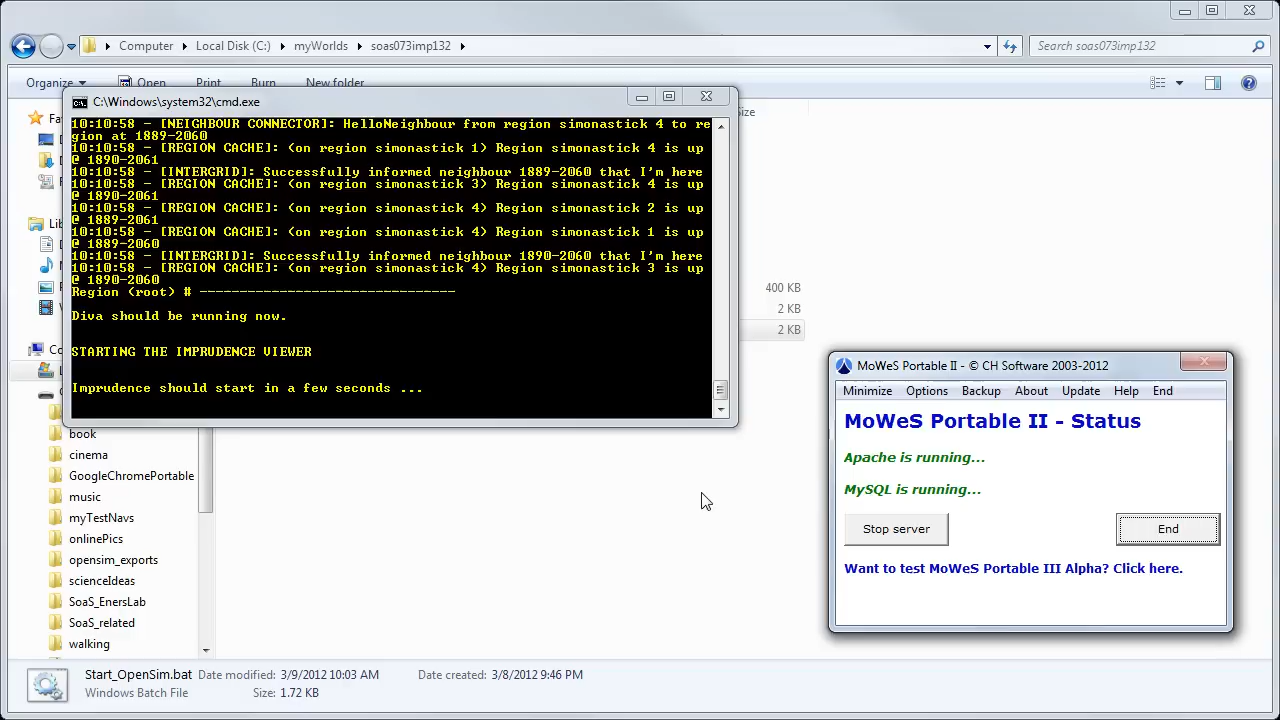 Computer
Local Disk (C:)
myWorlds
soas073imp132
Search soas073imp132
Organize
Open
Print
Burn
New folder
C:\Windows\system32\cmd.exe
10:10:58 - [NEIGHBOUR CONNECTOR]: HelloNeighbour from region simonastick 4 to re
gion at 1889-2060
10:10:58 - [REGION CACHE]: (on region simonastick 1) Region simonastick 4 is up
@ 1890-2061
10:10:58 - [INTERGRID]: Successfully informed neighbour 1889-2060 that I'm here
10:10:58 - [REGION CACHE]: (on region simonastick 3) Region simonastick 4 is up
@ 1890-2061
10:10:58 - [REGION CACHE]: (on region simonastick 4) Region simonastick 2 is up
@ 1889-2061
10:10:58 - [REGION CACHE]: (on region simonastick 4) Region simonastick 1 is up
@ 1889-2060
10:10:58 - [INTERGRID]: Successfully informed neighbour 1890-2060 that I'm here
10:10:58 - [REGION CACHE]: (on region simonastick 4) Region simonastick 3 is up
@ 1890-2060
Region (root) # --------------------------------
Diva should be running now.
STARTING THE IMPRUDENCE VIEWER
Imprudence should start in a few seconds ...
Fa
D
D
R
Lib
D
M
P
V
Co
L
Size
400 KB
2 KB
2 KB
book
cinema
GoogleChromePortable
music
myTestNavs
onlinePics
opensim_exports
scienceIdeas
SoaS_EnersLab
SoaS_related
walking
MoWeS Portable II - © CH Software 2003-2012
Minimize Options Backup About Update Help End
MoWeS Portable II - Status
Apache is running...
MySQL is running...
Stop server
End
Want to test MoWeS Portable III Alpha? Click here.
Start_OpenSim.bat Date modified: 3/9/2012 10:03 AM Date created: 3/8/2012 9:46 PM
Windows Batch File Size: 1.72 KB